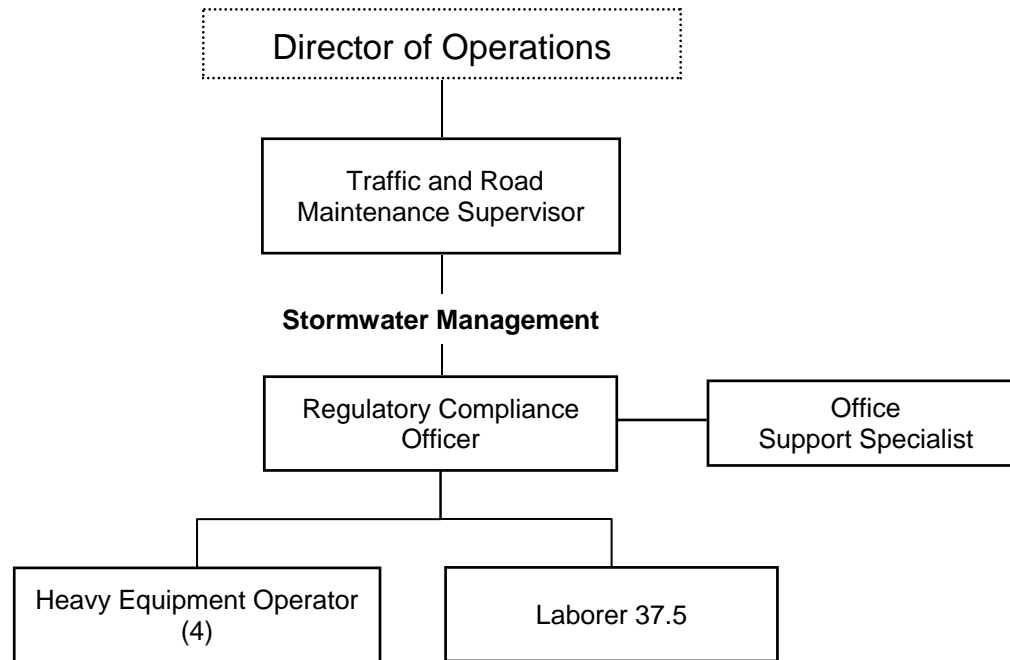 Director of Operations
Traffic and Road
Maintenance Supervisor
Stormwater Management
Regulatory Compliance
Officer
Office
Support Specialist
Heavy Equipment Operator
(4)
Laborer 37.5